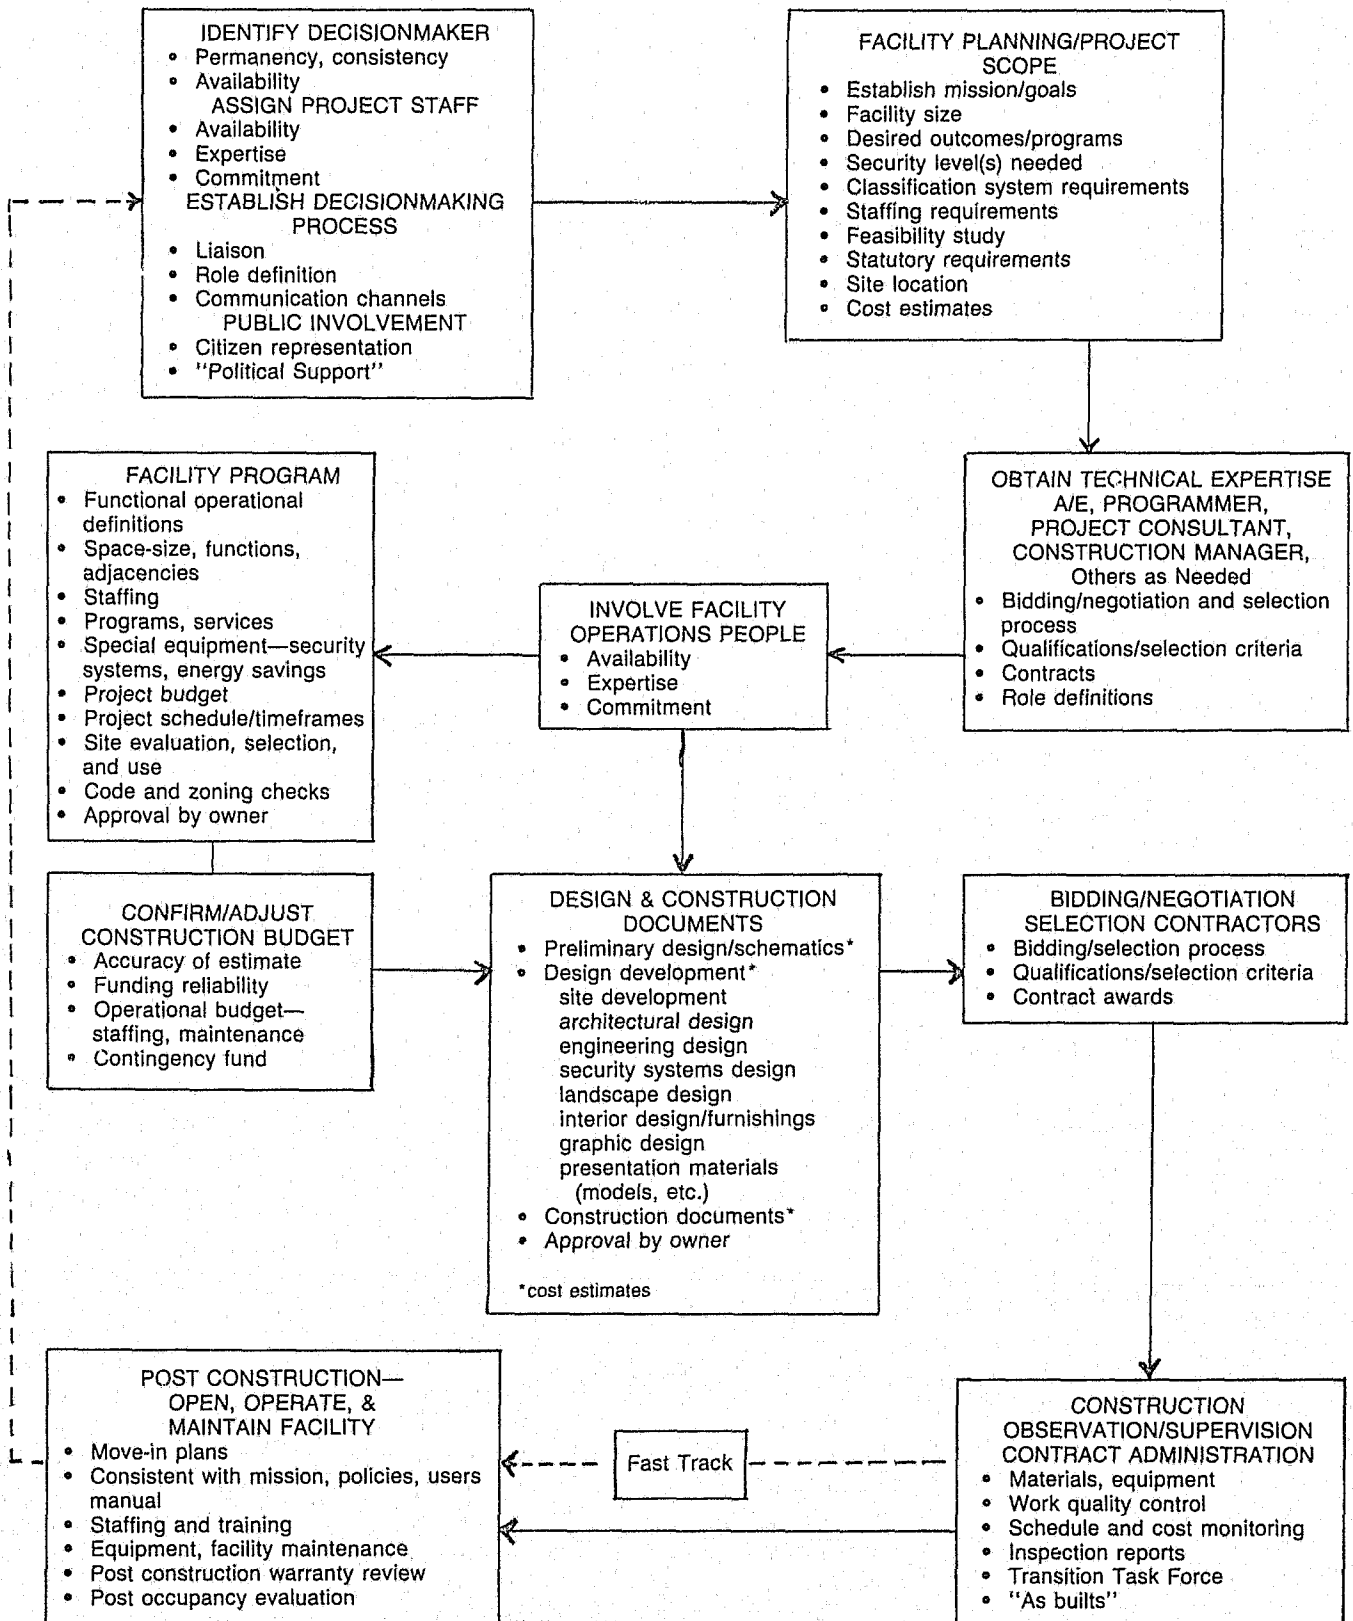 IDENTIFY DECISIONMAKER
• Permanency, consistency
• Availability
ASSIGN PROJECT STAFF
• Availability
• Expertise
• Commitment
ESTABLISH DECISIONMAKING
PROCESS
• Liaison
• Role definition
• Communication channels
PUBLIC INVOLVEMENT
• Citizen representation
• "Political Support"
FACILITY PLANNING/PROJECT
SCOPE
• Establish mission/goals
• Facility size
• Desired outcomes/programs
• Security level(s) needed
• Classification system requirements
• Staffing requirements
• Feasibility study
• Statutory requirements
• Site location
• Cost estimates
OBTAIN TECHNICAL EXPERTISE
A/E, PROGRAMMER,
PROJECT CONSULTANT,
CONSTRUCTION MANAGER,
Others as Needed
• Bidding/negotiation and selection
process
• Qualifications/selection criteria
• Contracts
• Role definitions
INVOLVE FACILITY
OPERATIONS PEOPLE
• Availability
• Expertise
• Commitment
FACILITY PROGRAM
• Functional operational
definitions
• Space-size, functions,
adjacencies
• Staffing
• Programs, services
• Special equipment—security
systems, energy savings
• Project budget
• Project schedule/timeframes
• Site evaluation, selection,
and use
• Code and zoning checks
• Approval by owner
CONFIRM/ADJUST
CONSTRUCTION BUDGET
• Accuracy of estimate
• Funding reliability
• Operational budget—
staffing, maintenance
• Contingency fund
DESIGN & CONSTRUCTION
DOCUMENTS
• Preliminary design/schematics*
• Design development*
site development
architectural design
engineering design
security systems design
landscape design
interior design/furnishings
graphic design
presentation materials
(models, etc.)
• Construction documents*
• Approval by owner
*cost estimates
BIDDING/NEGOTIATION
SELECTION CONTRACTORS
• Bidding/selection process
• Qualifications/selection criteria
• Contract awards
CONSTRUCTION
OBSERVATION/SUPERVISION
CONTRACT ADMINISTRATION
• Materials, equipment
• Work quality control
• Schedule and cost monitoring
• Inspection reports
• Transition Task Force
• "As builts"
Fast Track
POST CONSTRUCTION—
OPEN, OPERATE, &
MAINTAIN FACILITY
• Move-in plans
• Consistent with mission, policies, users
manual
• Staffing and training
• Equipment, facility maintenance
• Post construction warranty review
• Post occupancy evaluation